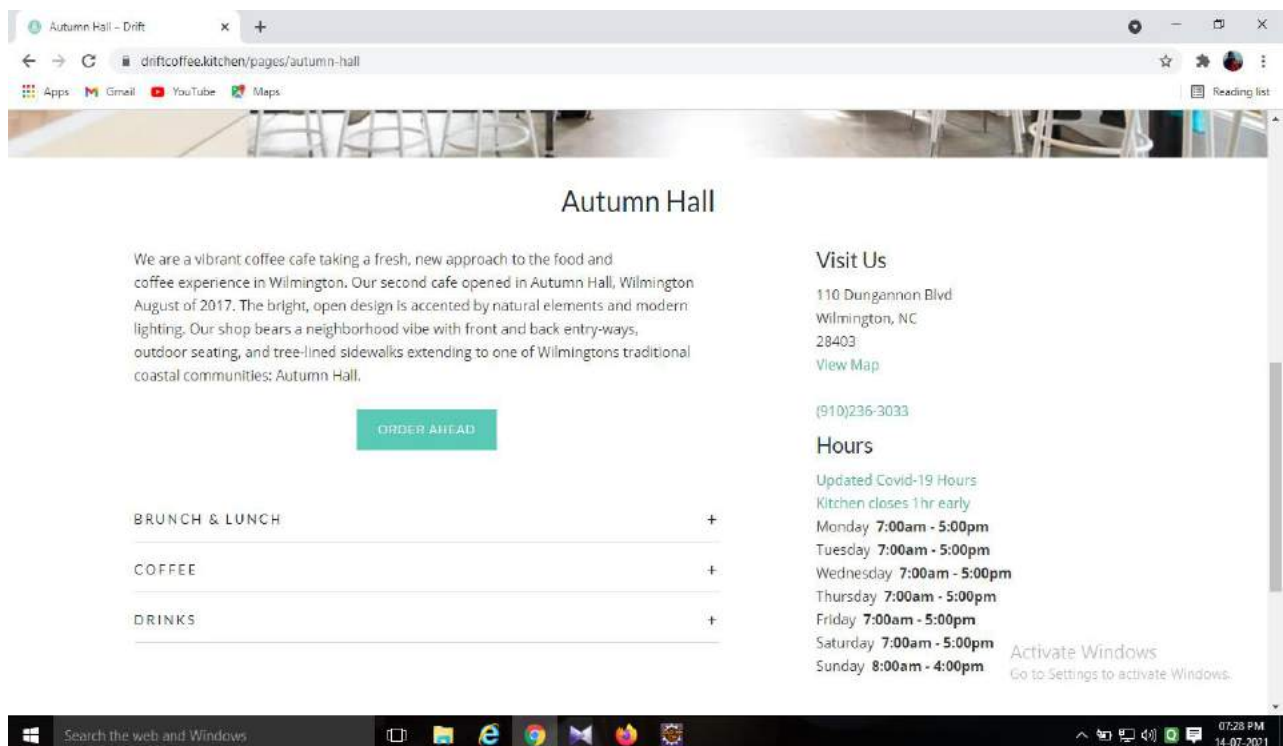 Autumn Hall – Drift
driftcoffee.kitchen/pages/autumn-hall
Apps Gmail YouTube Maps Reading list
Autumn Hall
We are a vibrant coffee cafe taking a fresh, new approach to the food and
coffee experience in Wilmington. Our second cafe opened in Autumn Hall, Wilmington
August of 2017. The bright, open design is accented by natural elements and modern
lighting. Our shop bears a neighborhood vibe with front and back entry-ways,
outdoor seating, and tree-lined sidewalks extending to one of Wilmingtons traditional
coastal communities: Autumn Hall.
ORDER AHEAD
BRUNCH & LUNCH +
COFFEE +
DRINKS +
Visit Us
110 Dungannon Blvd
Wilmington, NC
28403
View Map
(910)236-3033
Hours
Updated Covid-19 Hours
Kitchen closes 1hr early
Monday 7:00am - 5:00pm
Tuesday 7:00am - 5:00pm
Wednesday 7:00am - 5:00pm
Thursday 7:00am - 5:00pm
Friday 7:00am - 5:00pm
Saturday 7:00am - 5:00pm
Sunday 8:00am - 4:00pm
Activate Windows
Go to Settings to activate Windows.
Search the web and Windows
07:28 PM
14-07-2021